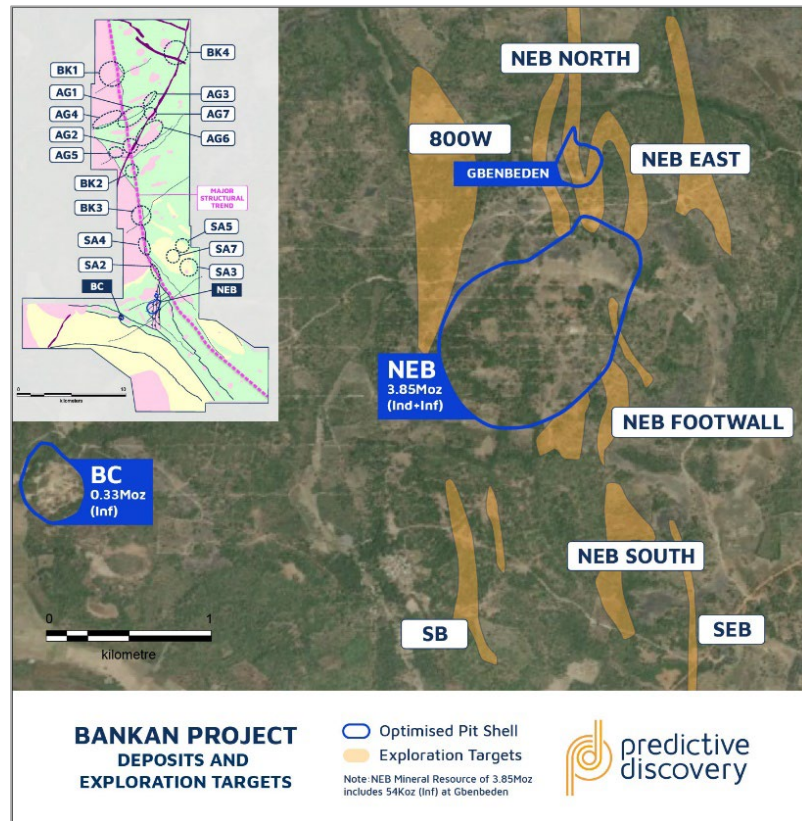 BK4
BK1
AG1
AG3
AG4
AG7
AG2
AG6
AG5
BK2
MAJOR
STRUCTURAL
TREND
BK3
SA5
SA4
SA7
SA2
SA3
BC
NEB
0
10
kilometre
NEB NORTH
800W
GBENBEDEN
NEB EAST
NEB
3.85Moz
(Ind+Inf)
NEB FOOTWALL
BC
0.33Moz
(Inf)
NEB SOUTH
SB
SEB
0
1
kilometre
BANKAN PROJECT
DEPOSITS AND
EXPLORATION TARGETS
Optimised Pit Shell
Exploration Targets
Note:NEB Mineral Resource of 3.85Moz
includes 54Koz (Inf) at Gbenbeden
predictive
discovery